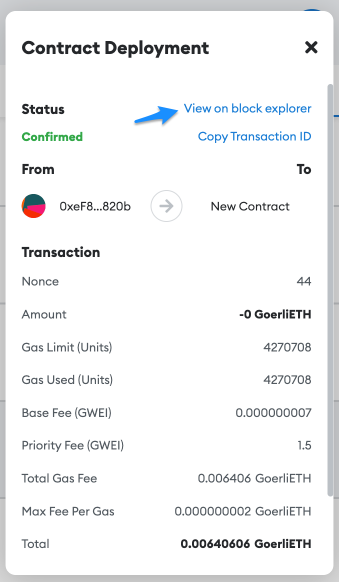 Contract Deployment
Status
View on block explorer
Confirmed
Copy Transaction ID
From
To
0xeF8...820b
New Contract
Transaction
Nonce
44
Amount
-0 GoerliETH
Gas Limit (Units)
4270708
Gas Used (Units)
4270708
Base Fee (GWEI)
0.000000007
Priority Fee (GWEI)
1.5
Total Gas Fee
0.006406 GoerliETH
Max Fee Per Gas
0.000000002 GoerliETH
Total
0.00640606 GoerliETH